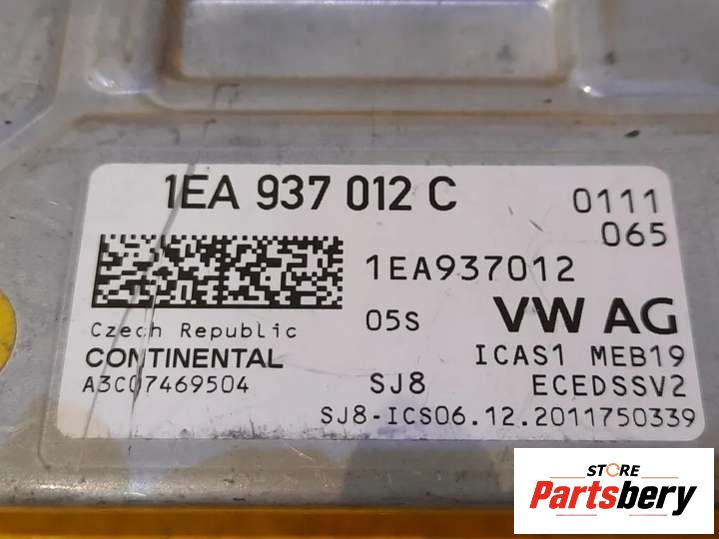 1EA 937 012 C
0111
065
1EA937012
05S
VW AG
Czech Republic
CONTINENTAL
ICAS1 MEB19
A3C07469504
SJ8
ECEDSSV2
SJ8-ICS06.12.2011750339
STORE
Partsbery